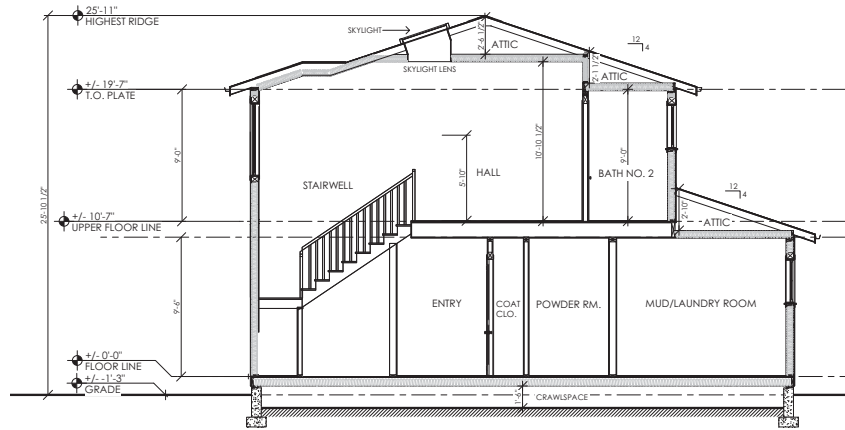 25'-11"
HIGHEST RIDGE
SKYLIGHT
2'-6 1/2"
ATTIC
12
4
SKYLIGHT LENS
2'-1 1/2"
ATTIC
+/- 19'-7"
T.O. PLATE
9'-0"
10'-10 1/2"
9'-0"
5'-10"
HALL
BATH NO. 2
STAIRWELL
12
4
25'-10 1/2"
2'-10"
ATTIC
+/- 10'-7"
UPPER FLOOR LINE
9'-6"
ENTRY
COAT
CLO.
POWDER RM.
MUD/LAUNDRY ROOM
+/- 0'-0"
FLOOR LINE
+/- -1'-3"
GRADE
1'-6"
CRAWLSPACE